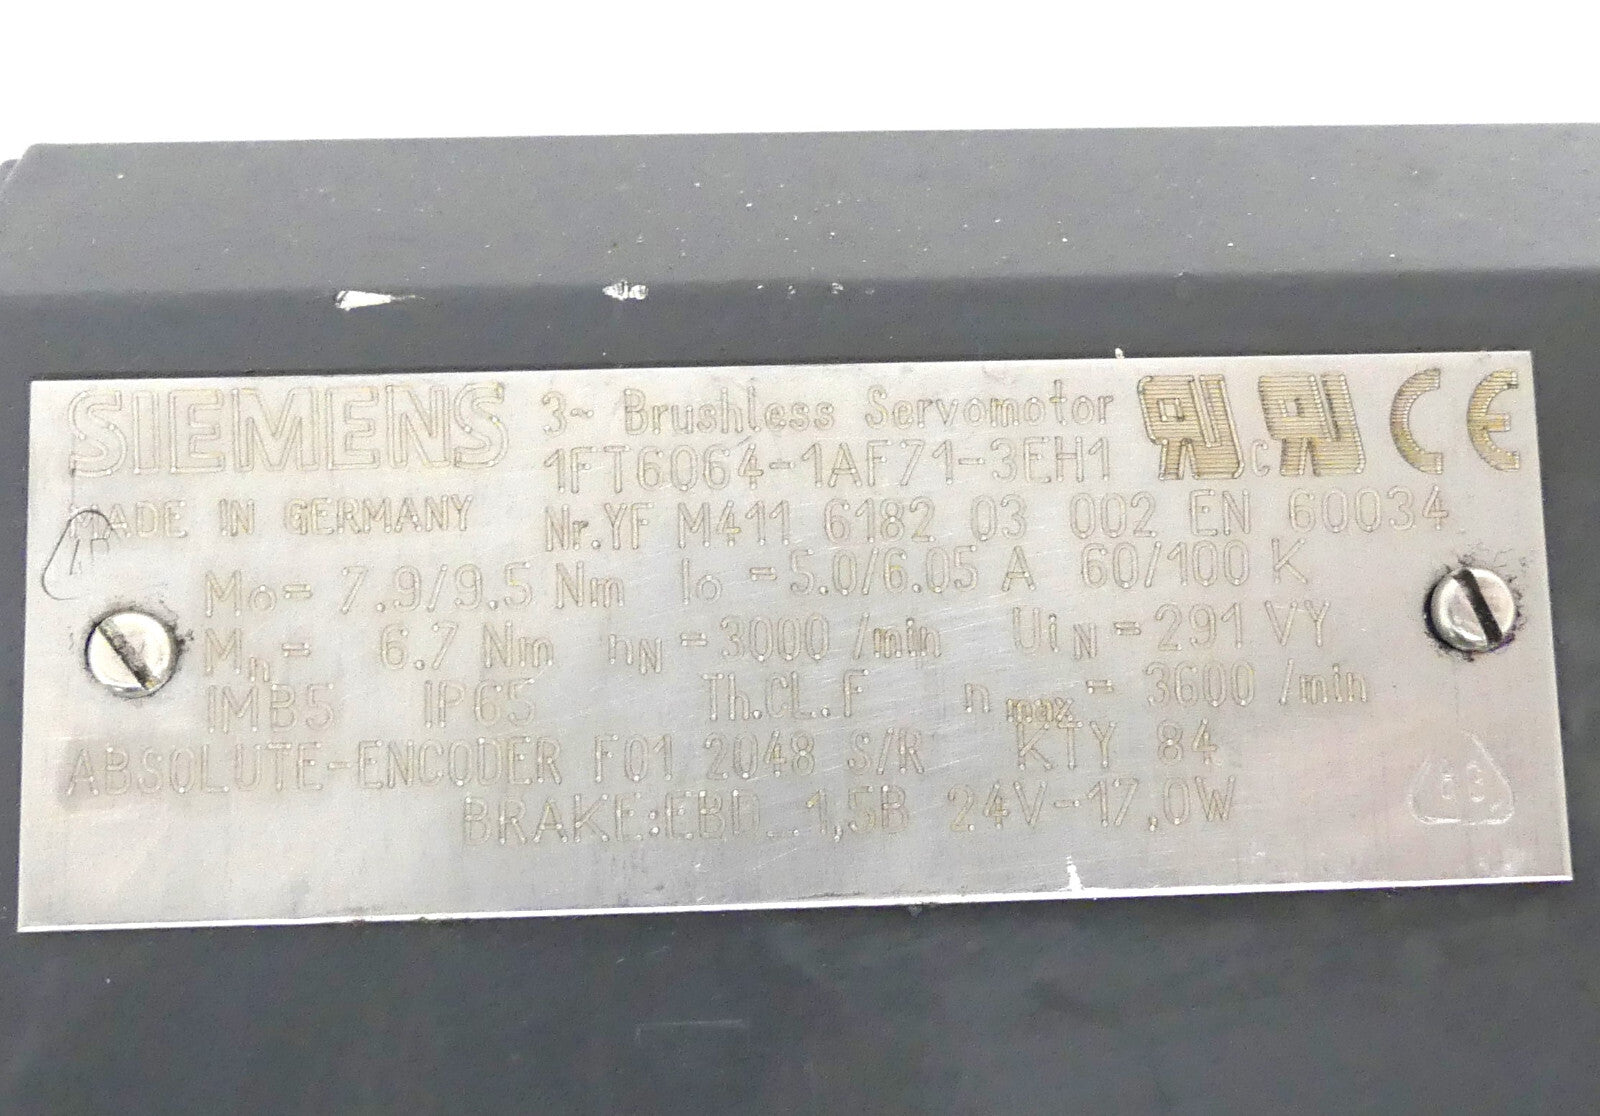 SIEMENS 3~ Brushless Servomotor
1FT6064-1AF71-3EH1 c
MADE IN GERMANY Nr.YF M411 6182 03 002 EN 60034
Mo= 7.9/9.5 Nm Io =5.0/6.05 A 60/100 K
Mn= 6.7 Nm nN =3000 /min UiN =291 VY
IMB5 IP65 Th.CL.F nmax = 3600 /min
ABSOLUTE-ENCODER F01 2048 S/R KTY 84
BRAKE:EBD 1,5B 24V-17,0W